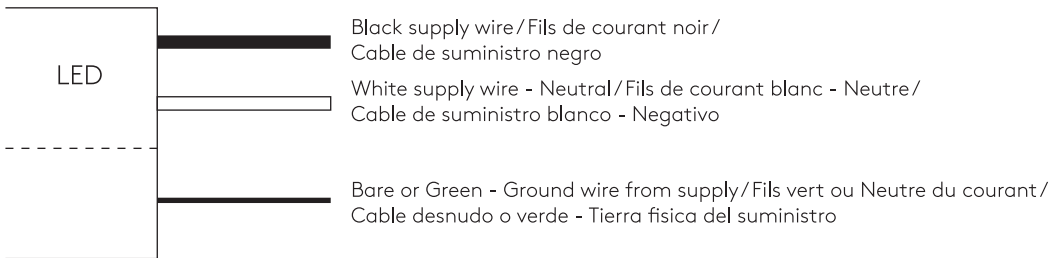 LED
Black supply wire/Fils de courant noir/
Cable de suministro negro
White supply wire - Neutral/Fils de courant blanc - Neutre/
Cable de suministro blanco - Negativo
Bare or Green - Ground wire from supply/Fils vert ou Neutre du courant/
Cable desnudo o verde - Tierra fisica del suministro